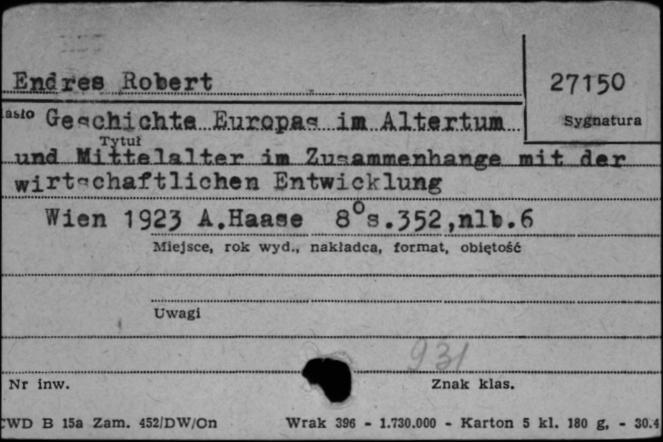 Endres Robert
27150
asło Geschichte Europas im Altertum
Sygnatura
Tytuł
und Mittelalter im Zusammenhange mit der
wirtschaftlichen Entwicklung
Wien 1923 A.Haase 8°s.352,nlb.6
Miejsce, rok wyd., nakładca, format, objętość
Uwagi
931
Nr inw.
Znak klas.
CWD B 15a Zam. 452/DW/On Wrak 396 - 1.730.000 - Karton 5 kl. 180 g, - 30.4